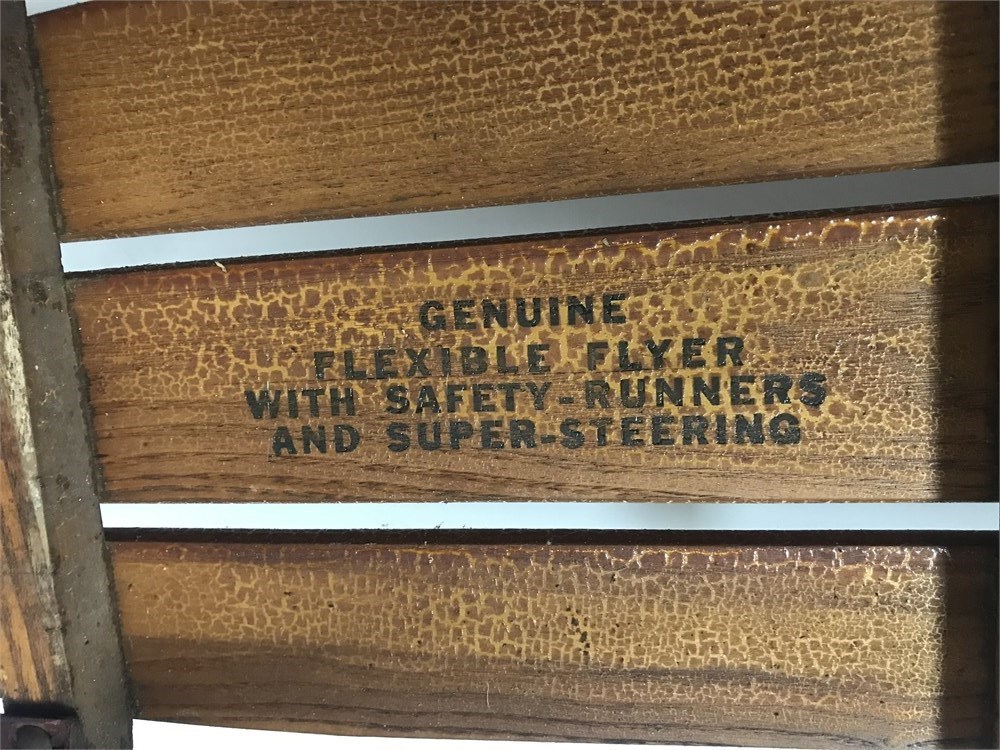 GENUINE
FLEXIBLE FLYER
WITH SAFETY-RUNNERS
AND SUPER-STEERING